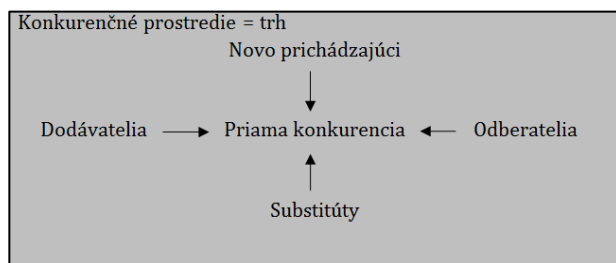 Konkurenčné prostredie = trh
Novo prichádzajúci
Dodávatelia
Priama konkurencia
Odberatelia
Substitúty